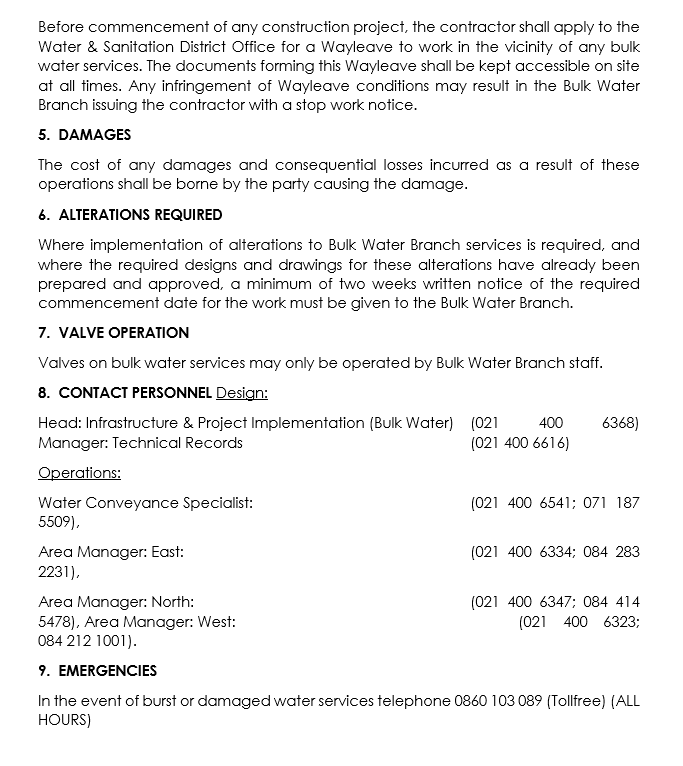 Before commencement of any construction project, the contractor shall apply to the
Water & Sanitation District Office for a Wayleave to work in the vicinity of any bulk
water services. The documents forming this Wayleave shall be kept accessible on site
at all times. Any infringement of Wayleave conditions may result in the Bulk Water
Branch issuing the contractor with a stop work notice.
5. DAMAGES
The cost of any damages and consequential losses incurred as a result of these
operations shall be borne by the party causing the damage.
6. ALTERATIONS REQUIRED
Where implementation of alterations to Bulk Water Branch services is required, and
where the required designs and drawings for these alterations have already been
prepared and approved, a minimum of two weeks written notice of the required
commencement date for the work must be given to the Bulk Water Branch.
7. VALVE OPERATION
Valves on bulk water services may only be operated by Bulk Water Branch staff.
8. CONTACT PERSONNEL Design:
Head: Infrastructure & Project Implementation (Bulk Water) (021 400 6368)
Manager: Technical Records (021 400 6616)
Operations:
Water Conveyance Specialist: (021 400 6541; 071 187
5509),
Area Manager: East: (021 400 6334; 084 283
2231),
Area Manager: North: (021 400 6347; 084 414
5478), Area Manager: West: (021 400 6323;
084 212 1001).
9. EMERGENCIES
In the event of burst or damaged water services telephone 0860 103 089 (Tollfree) (ALL
HOURS)